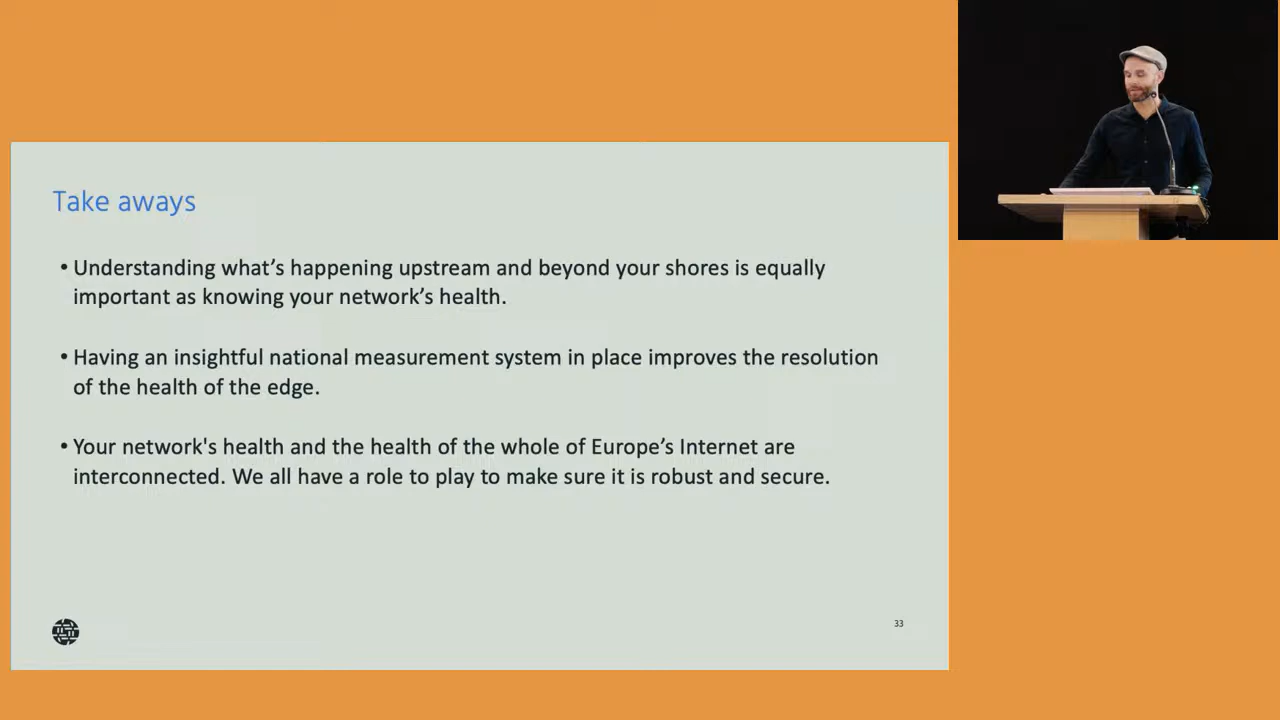 Take aways
• Understanding what’s happening upstream and beyond your shores is equally
important as knowing your network’s health.
• Having an insightful national measurement system in place improves the resolution
of the health of the edge.
• Your network's health and the health of the whole of Europe’s Internet are
interconnected. We all have a role to play to make sure it is robust and secure.
33